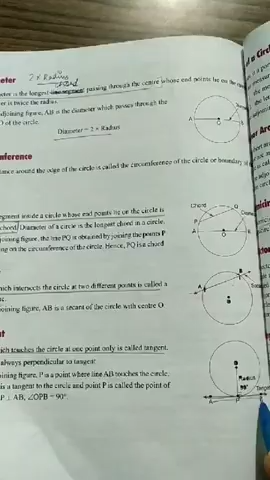 2 × Radius
eter
eter is the longest passing through the centre whose end points lie on the
ter is twice the radius.
adjoining figure, AB is the diameter which passes through the
O of the circle.
Diameter = 2 × Radius
A
O
B
mference
stance around the edge of the circle is called the circumference of the circle or boundary of
segment inside a circle whose end points lie on the circle is
chord. Diameter of a circle is the longest chord in a circle.
joining figure, the line PQ is obtained by joining the points P
ng on the circumference of the circle. Hence, PQ is a chord
Chord
Q
P
A
O
which intersects the circle at two different points is called a
joining figure, AB is a secant of the circle with centre O
A
nt
which touches the circle at one point only is called tangent.
always perpendicular to tangent
joining figure, P is a point where line AB touches the circle.
is a tangent to the circle and point P is called the point of
P ⊥ AB, ∠OPB = 90°
Radius
90°
A
P